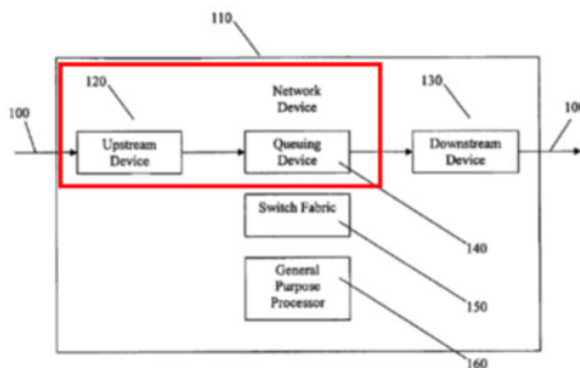 110
120
Network
Device
130
100
100
Upstream
Device
Queuing
Device
Downstream
Device
Switch Fabric
140
General
Purpose
Processor
150
160